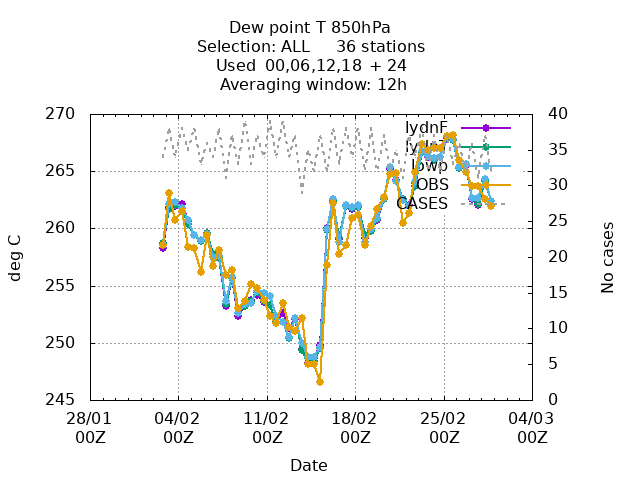 Dew point T 850hPa
Selection: ALL 36 stations
Used 00,06,12,18 + 24
Averaging window: 12h
270
265
260
255
250
245
deg C
40
35
30
25
20
15
10
5
0
No cases
lydnF
lowp
OBS
CASES
28/01 04/02 11/02 18/02 25/02 04/03
00Z 00Z 00Z 00Z 00Z 00Z
Date